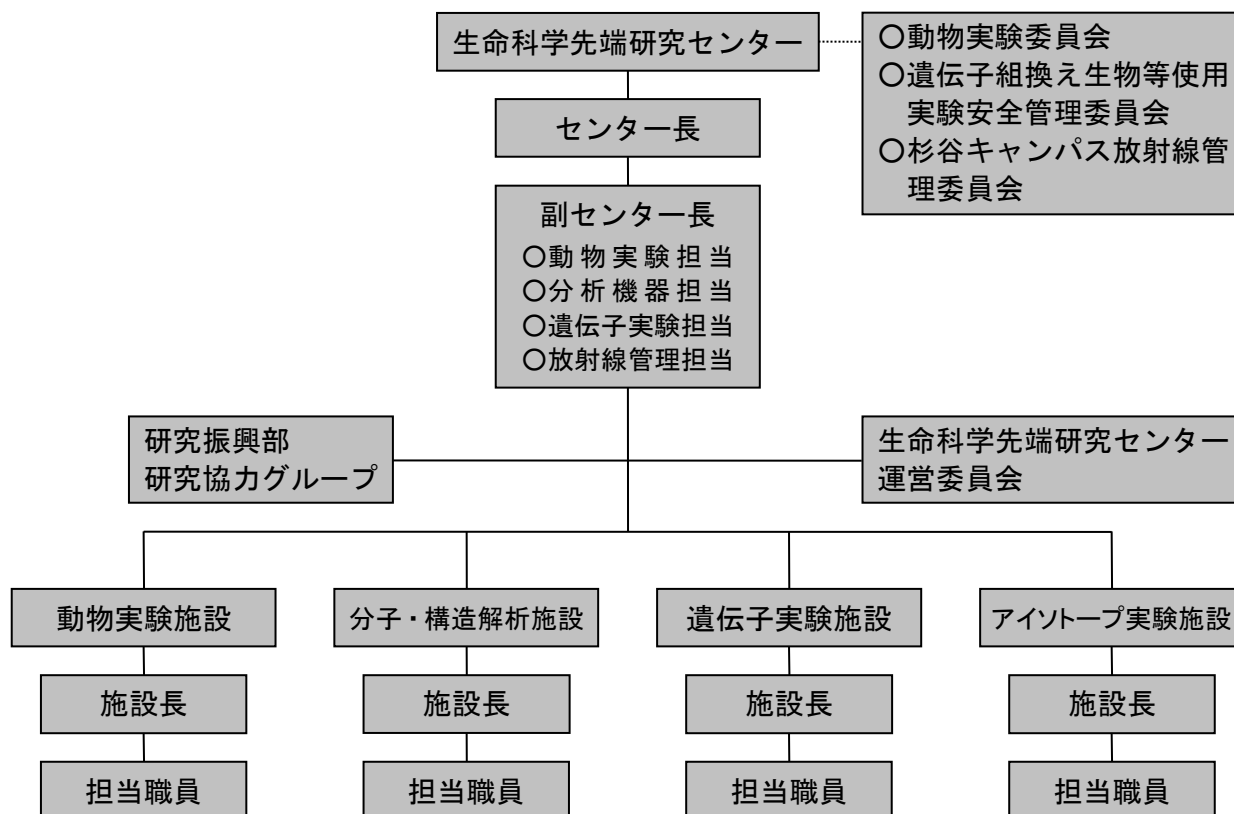 生命科学先端研究センター
○動物実験委員会
○遺伝子組換え生物等使用
実験安全管理委員会
○杉谷キャンパス放射線管
理委員会
センター長
副センター長
○動物実験担当
○分析機器担当
○遺伝子実験担当
○放射線管理担当
研究振興部
研究協力グループ
生命科学先端研究センター
運営委員会
動物実験施設
分子・構造解析施設
遺伝子実験施設
アイソトープ実験施設
施設長
施設長
施設長
施設長
担当職員
担当職員
担当職員
担当職員